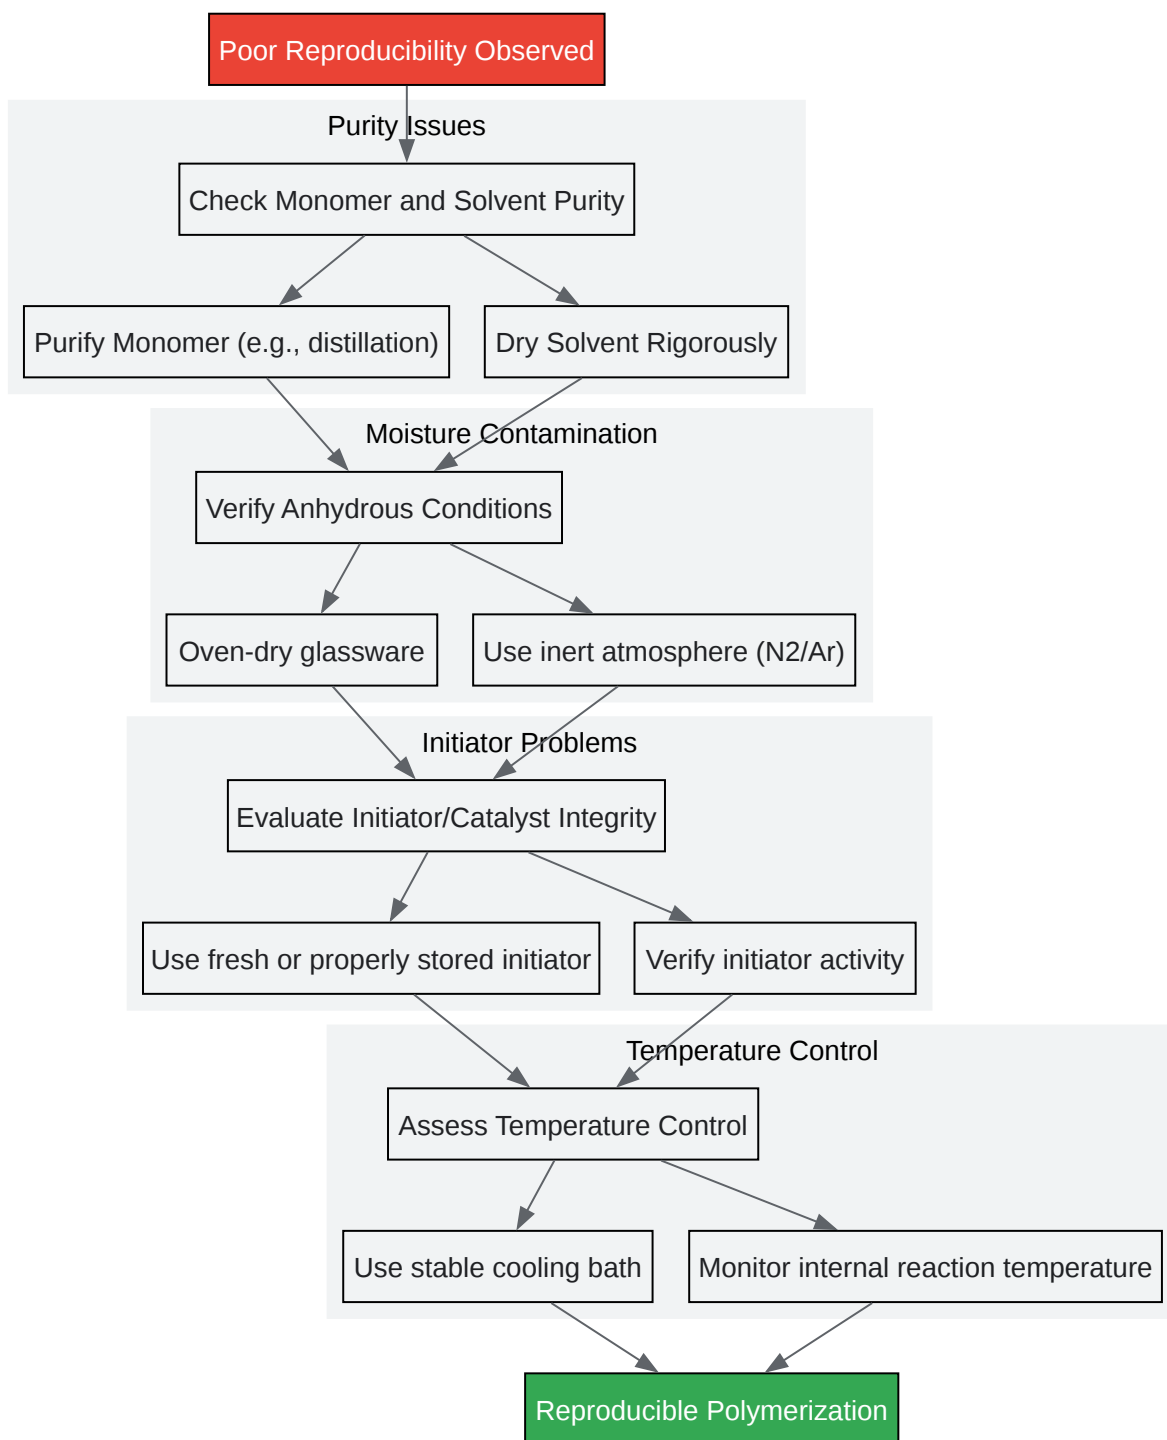 Poor Reproducibility Observed
Purity Issues
Check Monomer and Solvent Purity
Purify Monomer (e.g., distillation)
Dry Solvent Rigorously
Moisture Contamination
Verify Anhydrous Conditions
Oven-dry glassware
Use inert atmosphere (N2/Ar)
Initiator Problems
Evaluate Initiator/Catalyst Integrity
Use fresh or properly stored initiator
Verify initiator activity
Temperature Control
Assess Temperature Control
Use stable cooling bath
Monitor internal reaction temperature
Reproducible Polymerization